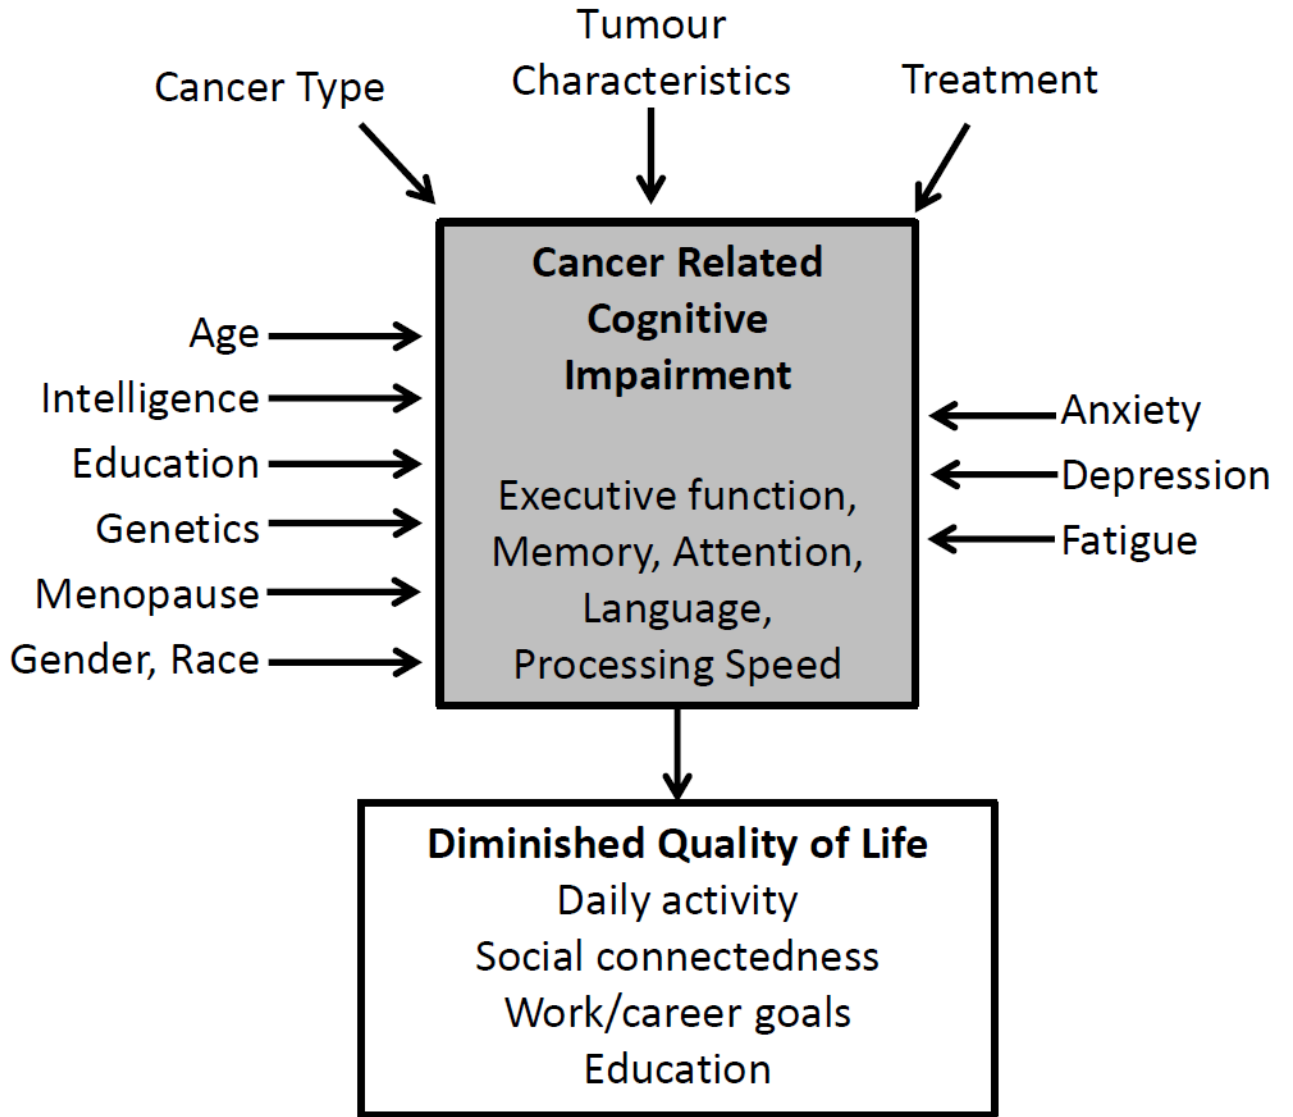 Tumour
Characteristics
Cancer Type
Treatment
Cancer Related
Cognitive
Impairment
Executive function,
Memory, Attention,
Language,
Processing Speed
Age
Intelligence
Education
Genetics
Menopause
Gender, Race
Anxiety
Depression
Fatigue
Diminished Quality of Life
Daily activity
Social connectedness
Work/career goals
Education